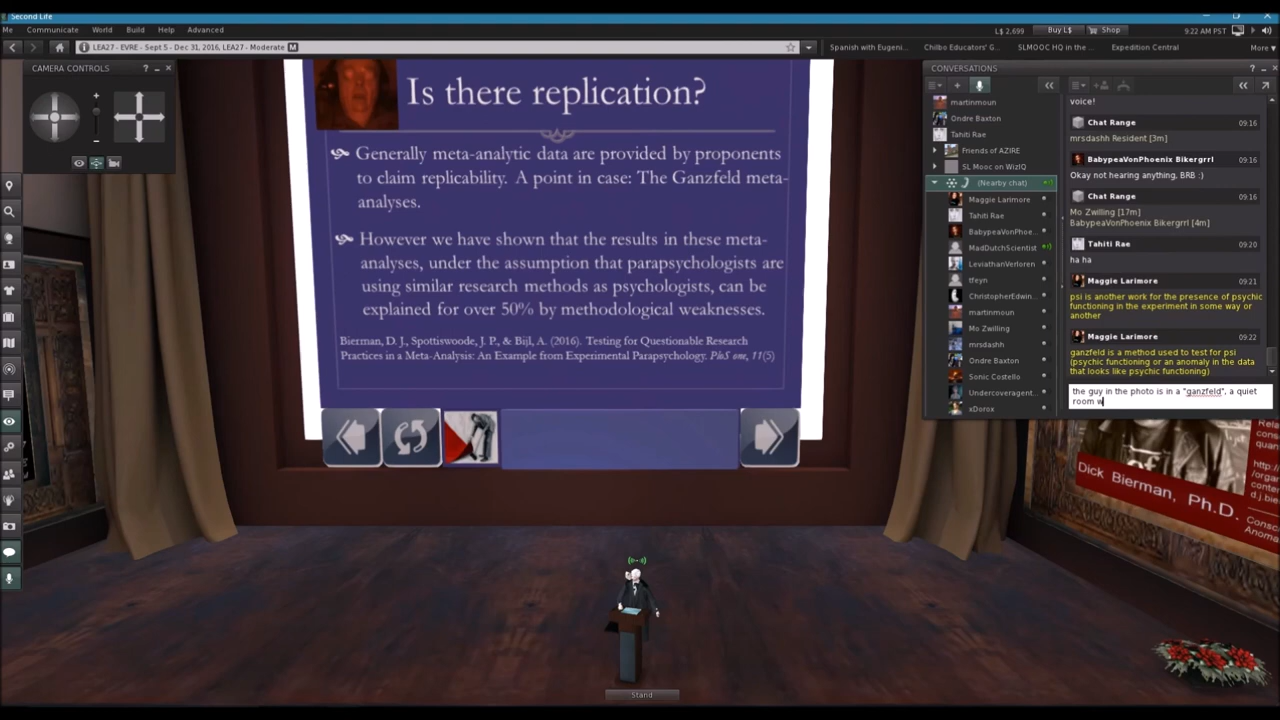 Second Life
Me Communicate World Build Help Advanced
L$ 2,699 Buy L$ Shop 9:22 AM PST
LEA27 - EVRE - Sept 5 - Dec 31, 2016, LEA27 - Moderate M
Spanish with Eugeni... Chilbo Educators' G... SLMOOC HQ in the ... Expedition Central More
CAMERA CONTROLS
Is there replication?
Generally meta-analytic data are provided by proponents
to claim replicability. A point in case: The Ganzfeld meta-
analyses.
However we have shown that the results in these meta-
analyses, under the assumption that parapsychologists are
using similar research methods as psychologists, can be
explained for over 50% by methodological weaknesses.
Bierman, D. J., Spottiswoode, J. P., & Bijl, A. (2016). Testing for Questionable Research
Practices in a Meta-Analysis: An Example from Experimental Parapsychology. PloS one, 11(5)
CONVERSATIONS
martinmoun
Ondre Baxton
Tahiti Rae
Friends of AZIRE
SL Mooc on WizIQ
(Nearby chat)
Maggie Larimore
Tahiti Rae
BabypeaVonPhoe...
MadDutchScientist
LeviathanVerloren
tfeyn
ChristopherEdwin...
martinmoun
Mo Zwilling
mrsdashh
Ondre Baxton
Sonic Costello
Undercoveragent...
xDorox
voice!
Chat Range 09:16
mrsdashh Resident [3m]
BabypeaVonPhoenix Bikergrrl 09:16
Okay not hearing anything, BRB :)
Chat Range 09:16
Mo Zwilling [17m]
BabypeaVonPhoenix Bikergrrl [4m]
Tahiti Rae 09:20
ha ha
Maggie Larimore 09:21
psi is another work for the presence of psychic
functioning in the experiment in some way or
another
Maggie Larimore 09:22
ganzfeld is a method used to test for psi
(psychic functioning or an anomaly in the data
that looks like psychic functioning)
the guy in the photo is in a "ganzfeld", a quiet
room w
Dick Bierman, Ph.D.
Stand